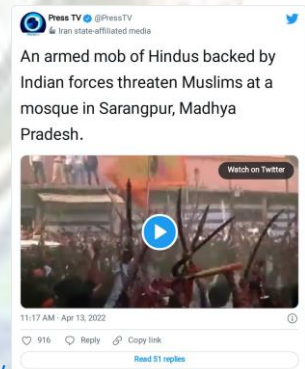 Press TV @PressTV
Iran state-affiliated media
An armed mob of Hindus backed by
Indian forces threaten Muslims at a
mosque in Sarangpur, Madhya
Pradesh.
Watch on Twitter
11:17 AM · Apr 13, 2022
916 Reply Copy link
Read 51 replies